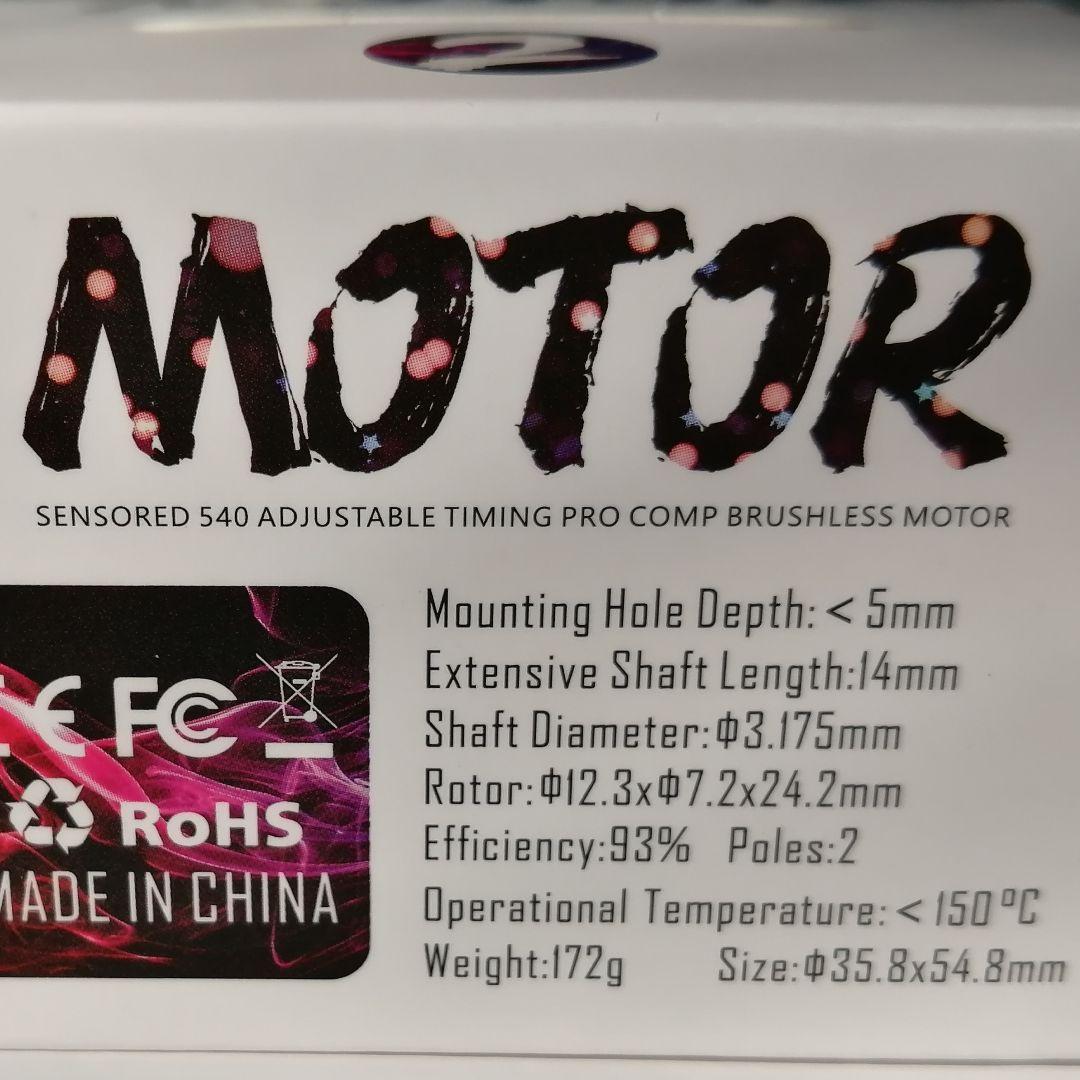 2
MOTOR
SENSORED 540 ADJUSTABLE TIMING PRO COMP BRUSHLESS MOTOR
Mounting Hole Depth: < 5mm
Extensive Shaft Length:14mm
Shaft Diameter:Φ3.175mm
Rotor:Φ12.3xΦ7.2x24.2mm
Efficiency:93% Poles:2
Operational Temperature: < 150°C
Weight:172g Size:Φ35.8x54.8mm
CE FC
RoHS
MADE IN CHINA